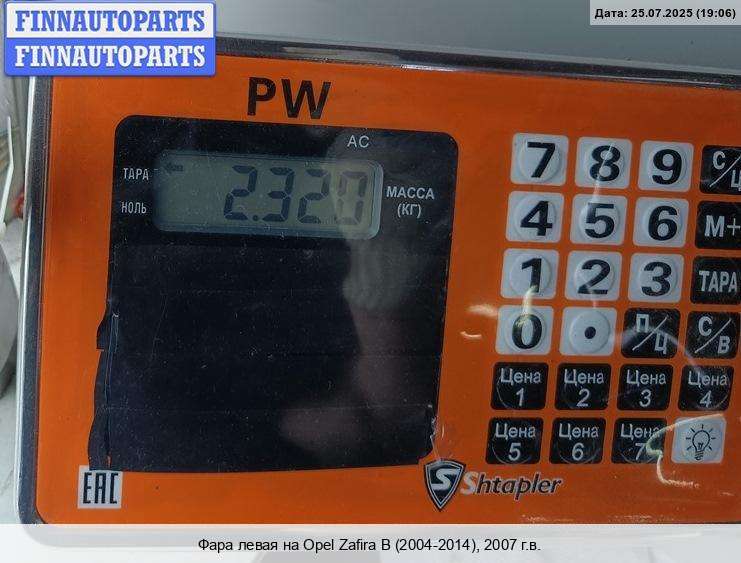 FINNAUTOPARTS
FINNAUTOPARTS
Дата: 25.07.2025 (19:06)
PW
AC
ТАРА
НОЛЬ
2.320
МАССА
(КГ)
7 8 9 С/Ц
4 5 6 М+
1 2 3 ТАРА
0 • П/Ц С/В
Цена 1 Цена 2 Цена 3 Цена 4
Цена 5 Цена 6 Цена 7
EAC
S Shtapler
Фара левая на Opel Zafira B (2004-2014), 2007 г.в.